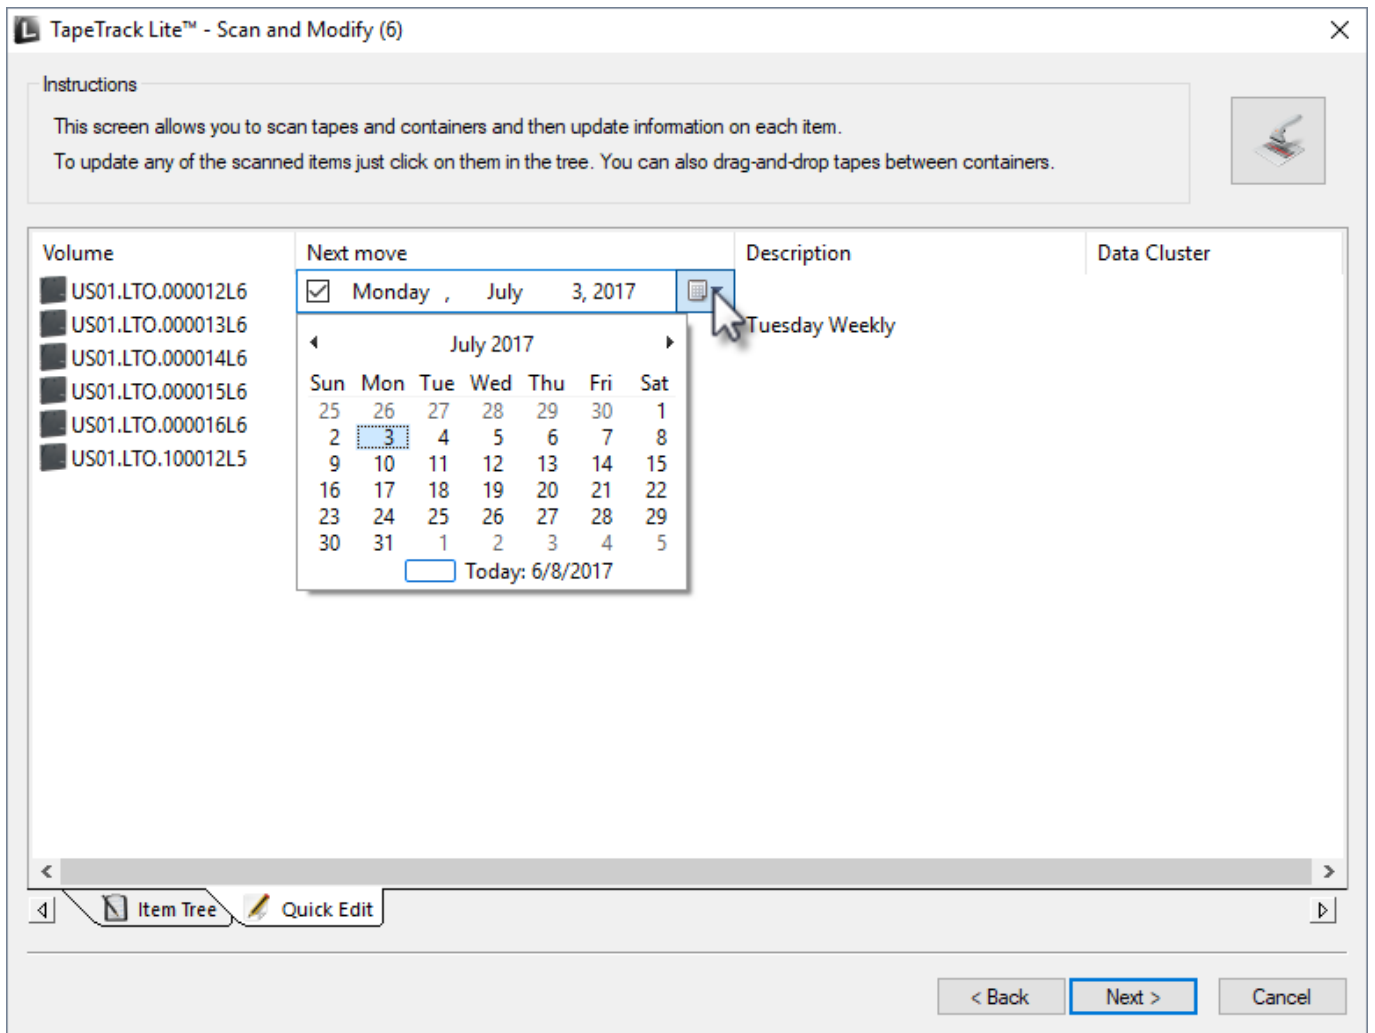 TapeTrack Lite™ - Scan and Modify (6)
Instructions
This screen allows you to scan tapes and containers and then update information on each item.
To update any of the scanned items just click on them in the tree. You can also drag-and-drop tapes between containers.
Volume Next move Description Data Cluster
US01.LTO.000012L6 Monday , July 3, 2017
US01.LTO.000013L6 Tuesday Weekly
US01.LTO.000014L6
US01.LTO.000015L6
US01.LTO.000016L6
US01.LTO.100012L5
July 2017
Sun Mon Tue Wed Thu Fri Sat
25 26 27 28 29 30 1
2 3 4 5 6 7 8
9 10 11 12 13 14 15
16 17 18 19 20 21 22
23 24 25 26 27 28 29
30 31 1 2 3 4 5
Today: 6/8/2017
Item Tree Quick Edit
< Back Next > Cancel